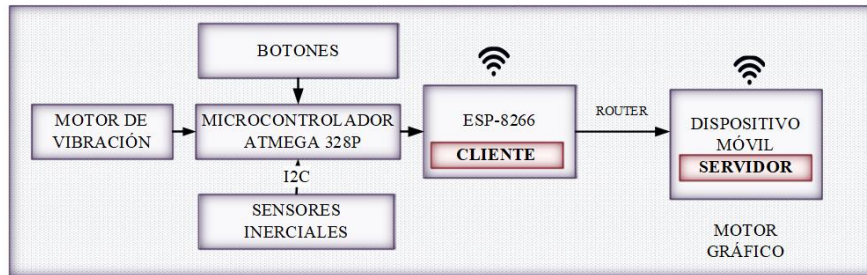 BOTONES
MOTOR DE
VIBRACIÓN
MICROCONTROLADOR
ATMEGA 328P
I2C
SENSORES
INERCIALES
ESP-8266
CLIENTE
ROUTER
DISPOSITIVO
MÓVIL
SERVIDOR
MOTOR
GRÁFICO